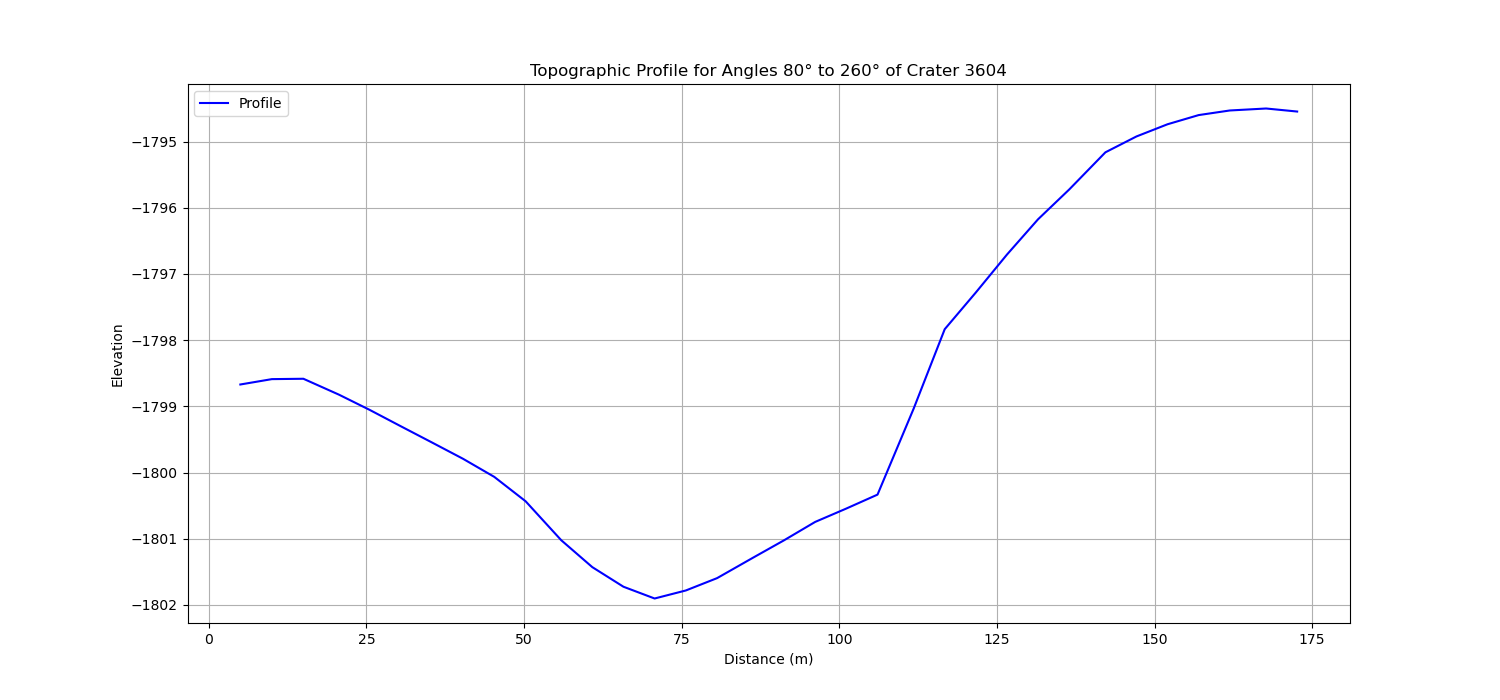 Topographic Profile for Angles 80° to 260° of Crater 3604
Profile
Elevation
−1795
−1796
−1797
−1798
−1799
−1800
−1801
−1802
0 25 50 75 100 125 150 175
Distance (m)